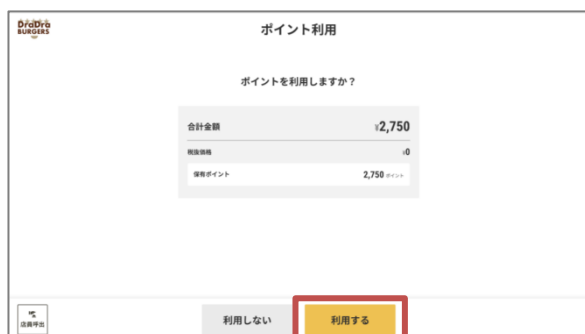 DraDra
BURGERS
ポイント利用
ポイントを利用しますか？
合計金額 ¥2,750
税抜価格 ¥0
保有ポイント 2,750 ポイント
店員呼出
利用しない
利用する